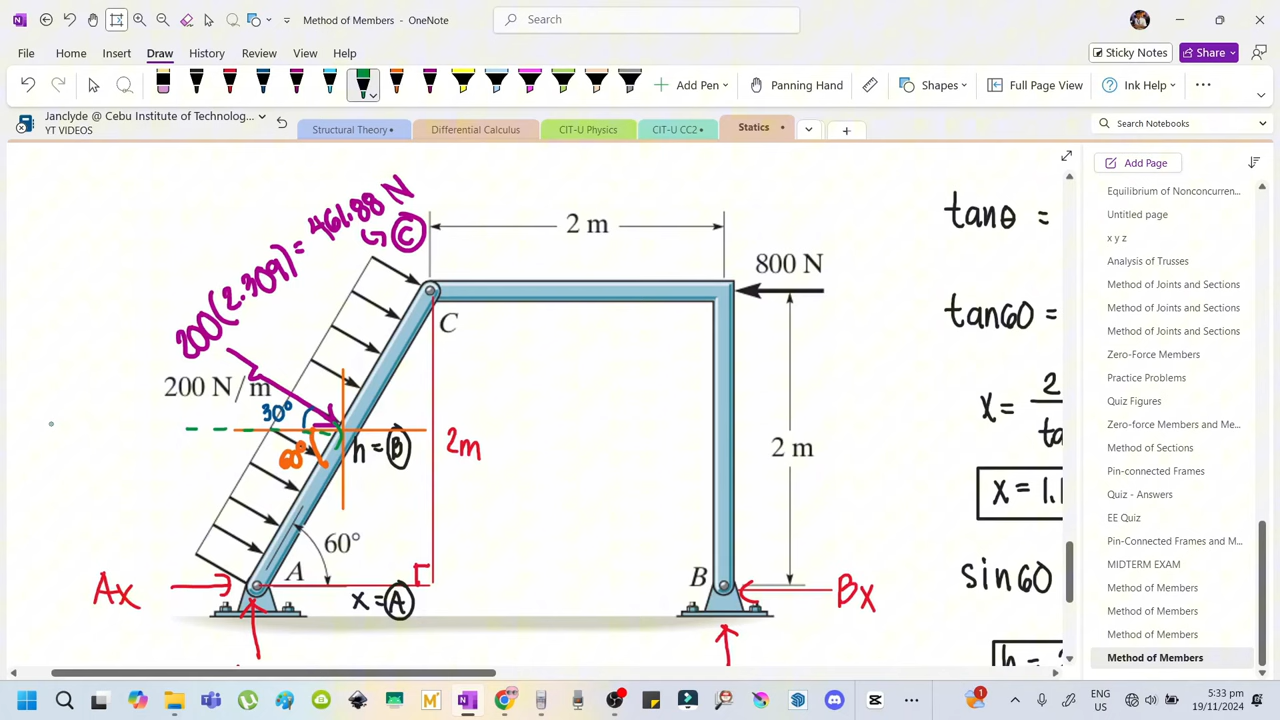 Method of Members - OneNote
Search
File Home Insert Draw History Review View Help
Sticky Notes
Share
Add Pen
Panning Hand
Shapes
Full Page View
Ink Help
Janclyde @ Cebu Institute of Technolog...
YT VIDEOS
Structural Theory
Differential Calculus
CIT-U Physics
CIT-U CC2
Statics
Search Notebooks
Add Page
Equilibrium of Nonconcurren...
Untitled page
x y z
Analysis of Trusses
Method of Joints and Sections
Method of Joints and Sections
Method of Joints and Sections
Zero-Force Members
Practice Problems
Quiz Figures
Zero-force Members and Me...
Method of Sections
Pin-connected Frames
Quiz - Answers
EE Quiz
Pin-Connected Frames and M...
MIDTERM EXAM
Method of Members
Method of Members
Method of Members
Method of Members
200(2.309) = 461.88 N
C
2 m
800 N
C
200 N/m
30°
60°
h = B
2m
2 m
60°
A
x = A
Ax
B
Bx
tanθ =
tan60 =
x = 2
ta
x = 1.1
sin60
h =
ENG
PH
5:33 pm
19/11/2024
1